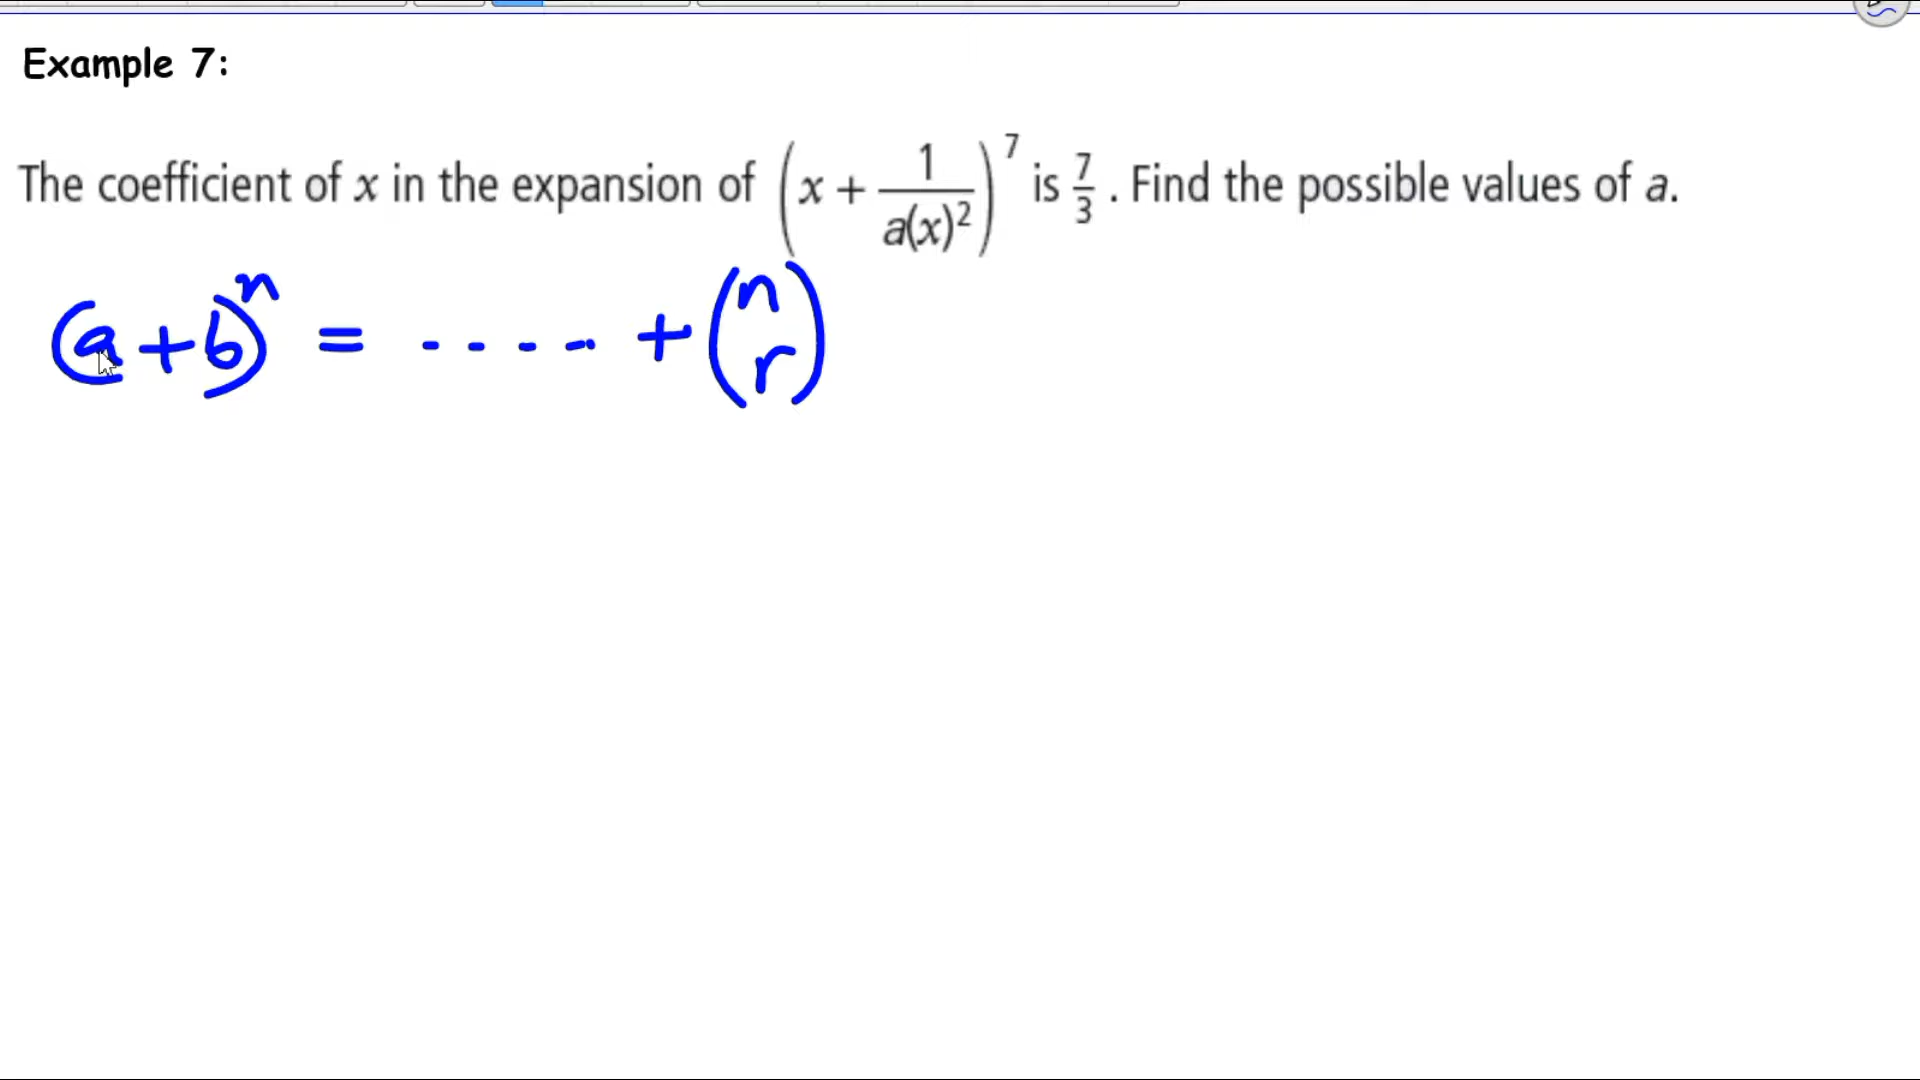 Example 7:
The coefficient of x in the expansion of (x + 1/a(x)²)⁷ is 7/3. Find the possible values of a.
(a+b)ⁿ = ---- + (n r)